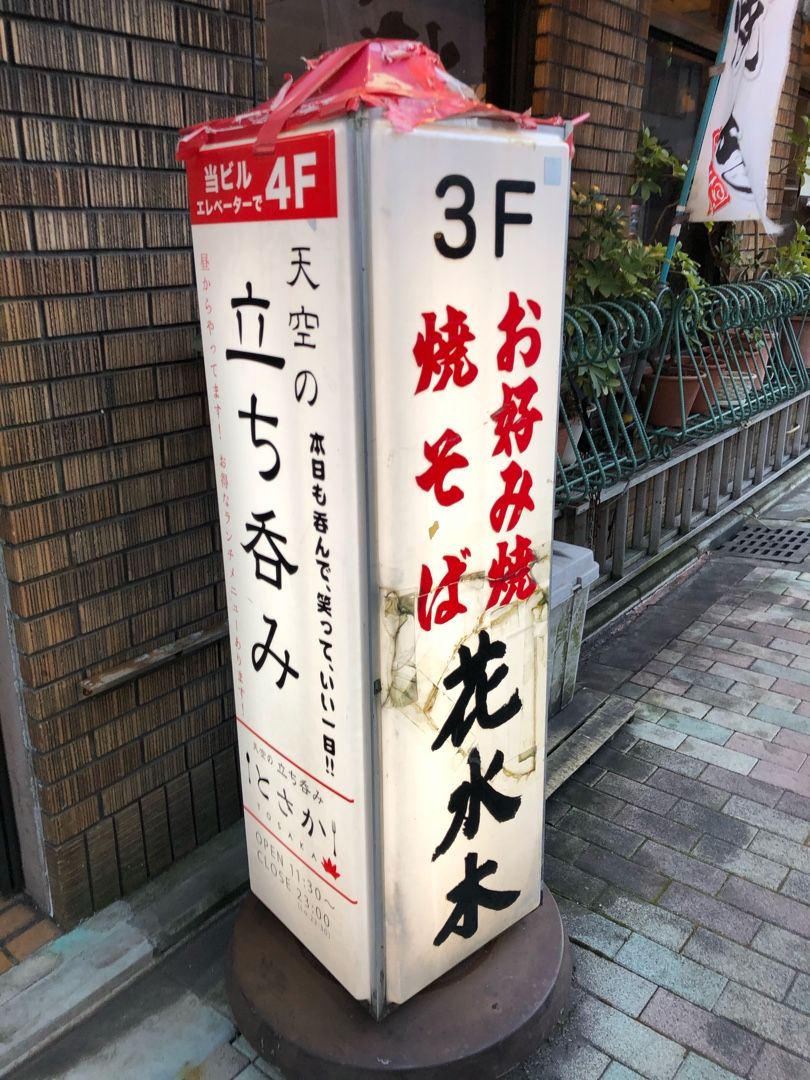 当ビル
エレベーターで4F
天空の
立ち呑み
本日も呑んで、笑って、いい一日!!
昼からやってます! お得なランチメニューあります!
天空の 立ち呑み
とさか
TOSAKA
OPEN 11:30〜
CLOSE 23:00
3F
お好み焼
焼そば
花水木
焼